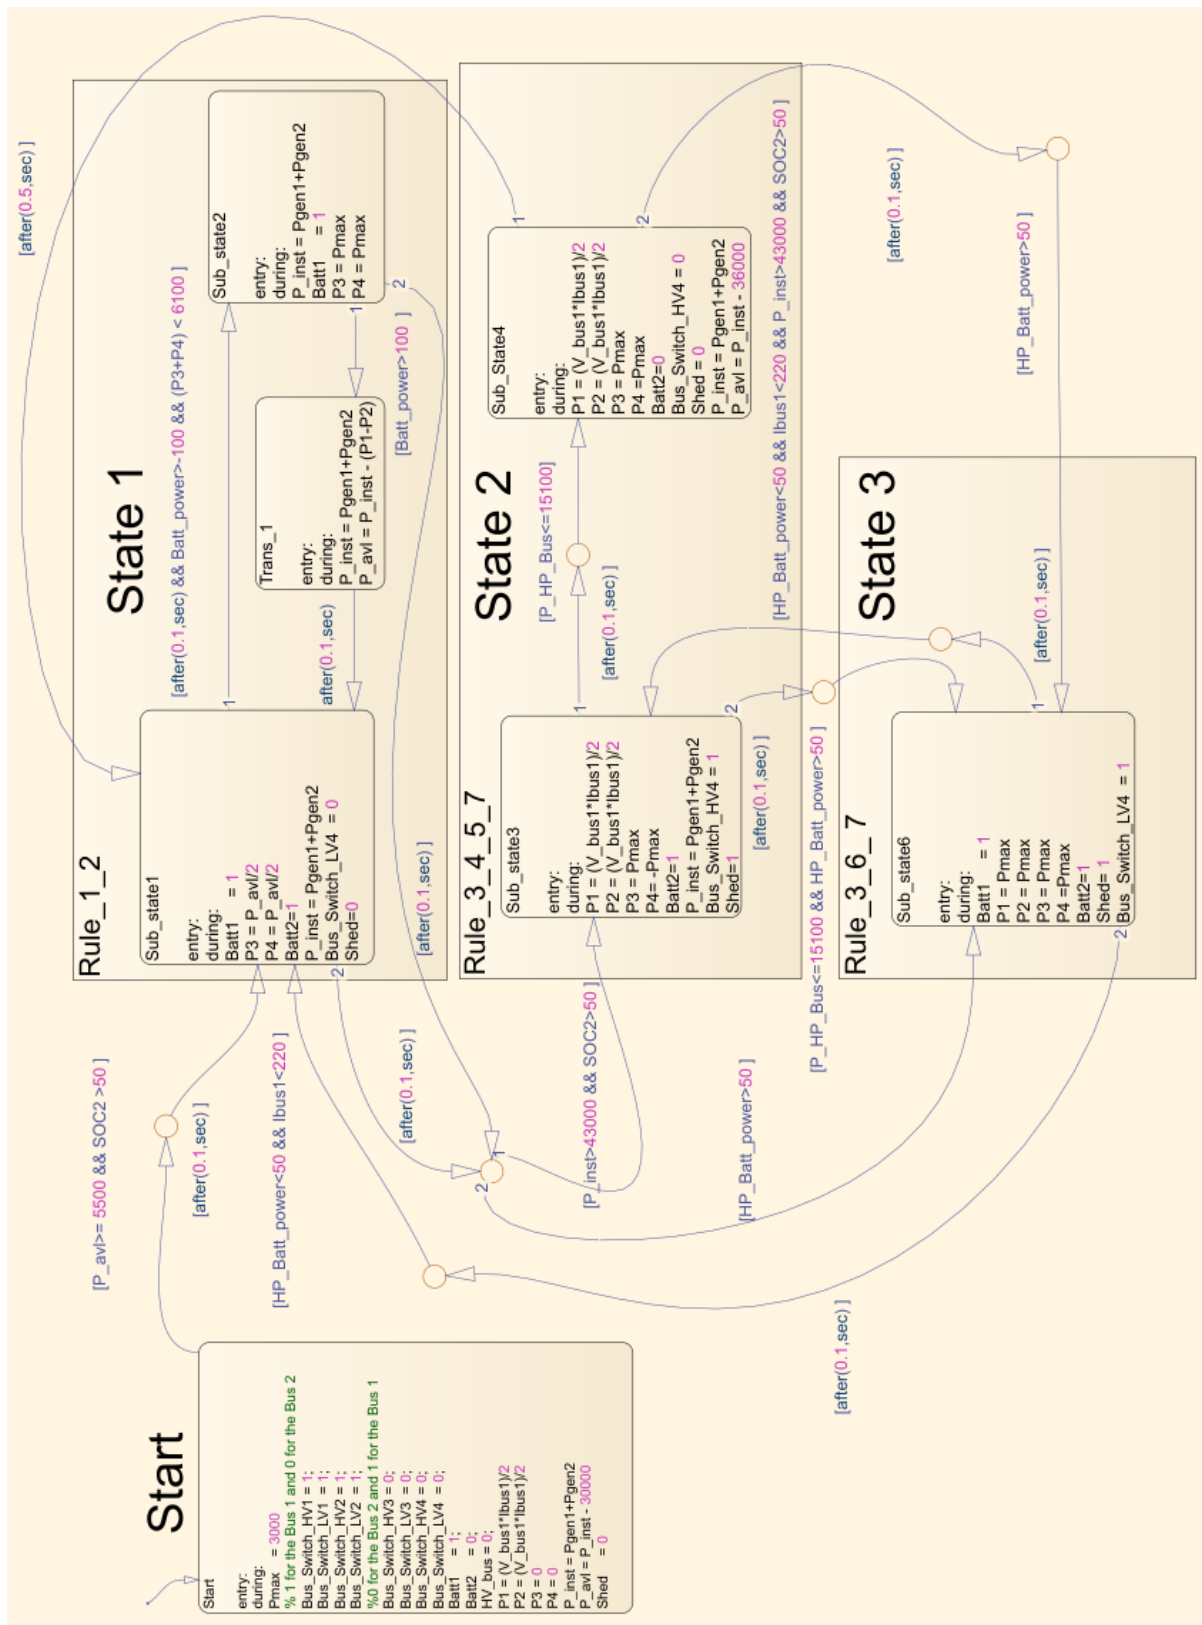 Start
Start
entry:
during:
Pmax = 3000
% 1 for the Bus 1 and 0 for the Bus 2
Bus_Switch_HV1 = 1;
Bus_Switch_LV1 = 1;
Bus_Switch_HV2 = 1;
Bus_Switch_LV2 = 1;
%0 for the Bus 2 and 1 for the Bus 1
Bus_Switch_HV3 = 0;
Bus_Switch_LV3 = 0;
Bus_Switch_HV4 = 0;
Bus_Switch_LV4 = 0;
Batt1 = 1;
Batt2 = 0;
HV_bus = 0;
P1 = (V_bus1*Ibus1)/2
P2 = (V_bus1*Ibus1)/2
P3 = 0
P4 = 0
P_inst = Pgen1+Pgen2
P_avl = P_inst - 30000
Shed = 0
[P_avl>= 5500 && SOC2 >50 ]
[after(0.1,sec) ]
[HP_Batt_power<50 && Ibus1<220 ]
[after(0.1,sec) ]
State 1
Rule_1_2
Sub_state1
entry:
during:
Batt1 = 1
P3 = P_avl/2
P4 = P_avl/2
Batt2=1
P_inst = Pgen1+Pgen2
Bus_Switch_LV4 = 0
Shed=0
1
2
[after(0.1,sec) && Batt_power>-100 && (P3+P4) < 6100 ]
after(0.1,sec)
Trans_1
entry:
during:
P_inst = Pgen1+Pgen2
P_avl = P_inst - (P1-P2)
Sub_state2
entry:
during:
P_inst = Pgen1+Pgen2
Batt1 = 1
P3 = Pmax
P4 = Pmax
1
2
[Batt_power>100 ]
[after(0.5,sec) ]
[after(0.1,sec) ]
[after(0.1,sec) ]
1
2
[P_inst>43000 && SOC2>50 ]
[HP_Batt_power>50 ]
State 2
Rule_3_4_5_7
Sub_state3
entry:
during:
P1 = (V_bus1*Ibus1)/2
P2 = (V_bus1*Ibus1)/2
P3 = Pmax
P4= -Pmax
Batt2=1
P_inst = Pgen1+Pgen2
Bus_Switch_HV4 = 1
Shed=1
1
2
[after(0.1,sec) ]
[P_HP_Bus<=15100]
Sub_State4
entry:
during:
P1 = (V_bus1*Ibus1)/2
P2 = (V_bus1*Ibus1)/2
P3 = Pmax
P4 =Pmax
Batt2=0
Bus_Switch_HV4 = 0
Shed = 0
P_inst = Pgen1+Pgen2
P_avl = P_inst - 36000
1
2
[after(0.1,sec) ]
[P_HP_Bus<=15100 && HP_Batt_power>50 ]
[HP_Batt_power<50 && Ibus1<220 && P_inst>43000 && SOC2>50 ]
[after(0.1,sec) ]
[HP_Batt_power>50 ]
State 3
Rule_3_6_7
Sub_state6
entry:
during:
Batt1 = 1
P1 = Pmax
P2 = Pmax
P3 = Pmax
P4=Pmax
Batt2=1
Shed= 1
Bus_Switch_LV4 = 1
1
2
[after(0.1,sec) ]